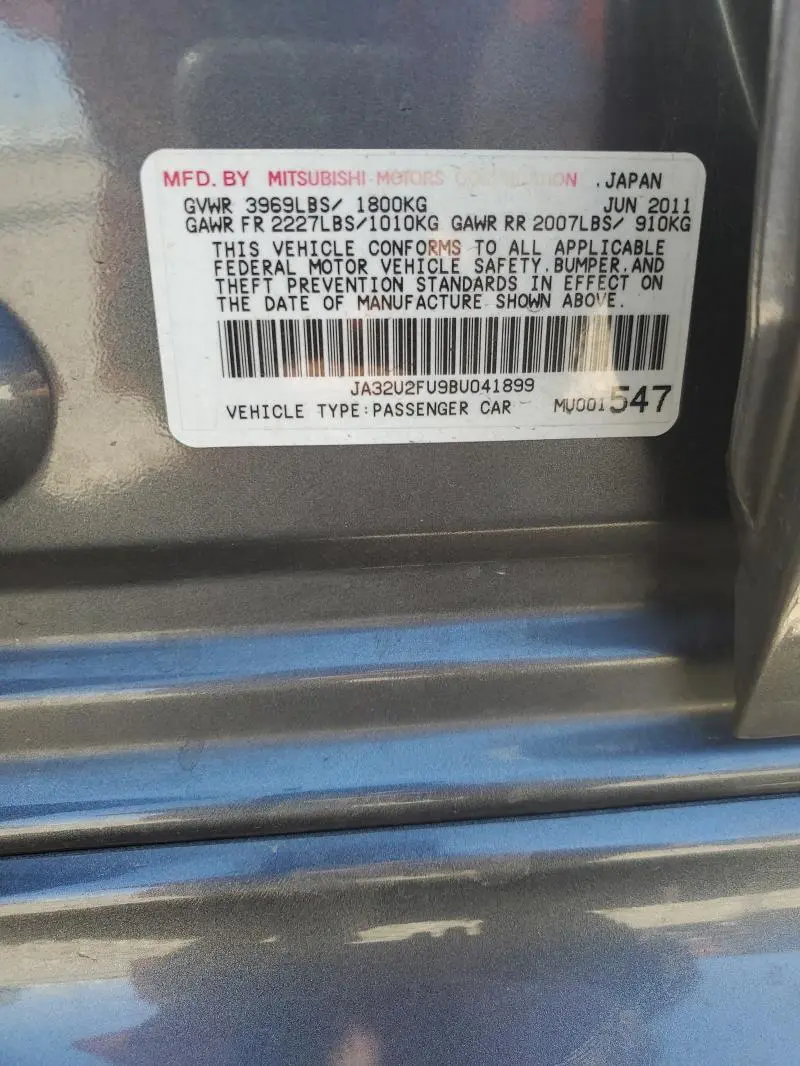 MFD. BY MITSUBISHI MOTORS CORPORATION .JAPAN
GVWR 3969LBS/ 1800KG JUN 2011
GAWR FR 2227LBS/1010KG GAWR RR 2007LBS/ 910KG
THIS VEHICLE CONFORMS TO ALL APPLICABLE
FEDERAL MOTOR VEHICLE SAFETY.BUMPER.AND
THEFT PREVENTION STANDARDS IN EFFECT ON
THE DATE OF MANUFACTURE SHOWN ABOVE.
JA32U2FU9BU041899
VEHICLE TYPE:PASSENGER CAR MU001547